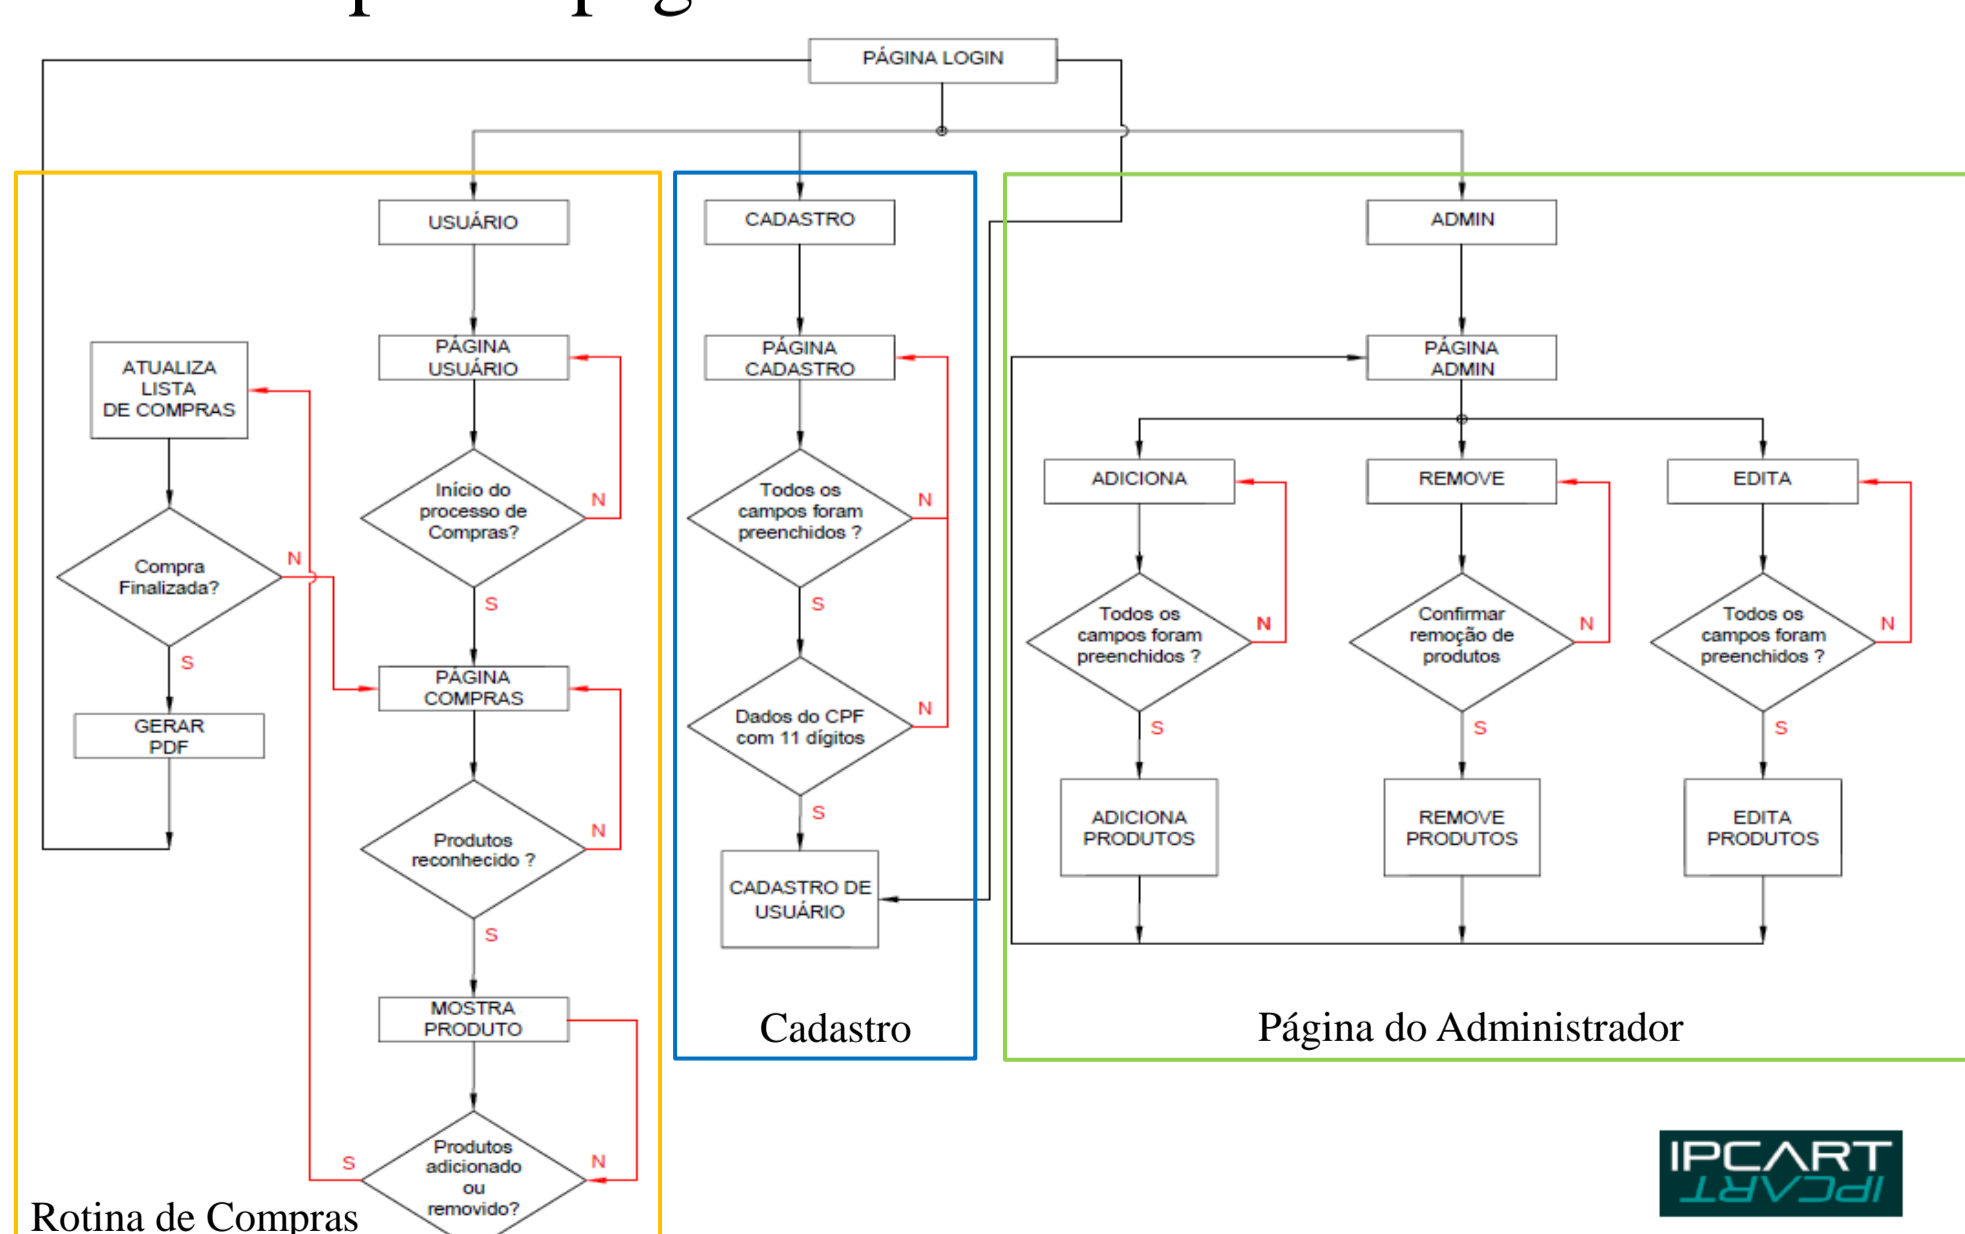 PÁGINA LOGIN
USUÁRIO
CADASTRO
ADMIN
ATUALIZA
LISTA
DE COMPRAS
PÁGINA
USUÁRIO
PÁGINA
CADASTRO
PÁGINA
ADMIN
Início do
processo de
Compras?
N
S
Todos os
campos foram
preenchidos ?
N
S
ADICIONA
REMOVE
EDITA
Compra
Finalizada?
N
S
Todos os
campos foram
preenchidos ?
N
S
Confirmar
remoção de
produtos
N
S
Todos os
campos foram
preenchidos ?
N
S
PÁGINA
COMPRAS
GERAR
PDF
Dados do CPF
com 11 dígitos
N
S
Produtos
reconhecido ?
N
S
ADICIONA
PRODUTOS
REMOVE
PRODUTOS
EDITA
PRODUTOS
CADASTRO DE
USUÁRIO
MOSTRA
PRODUTO
Cadastro
Página do Administrador
Produtos
adicionado
ou
removido?
S
N
Rotina de Compras
IPCART
IPCART